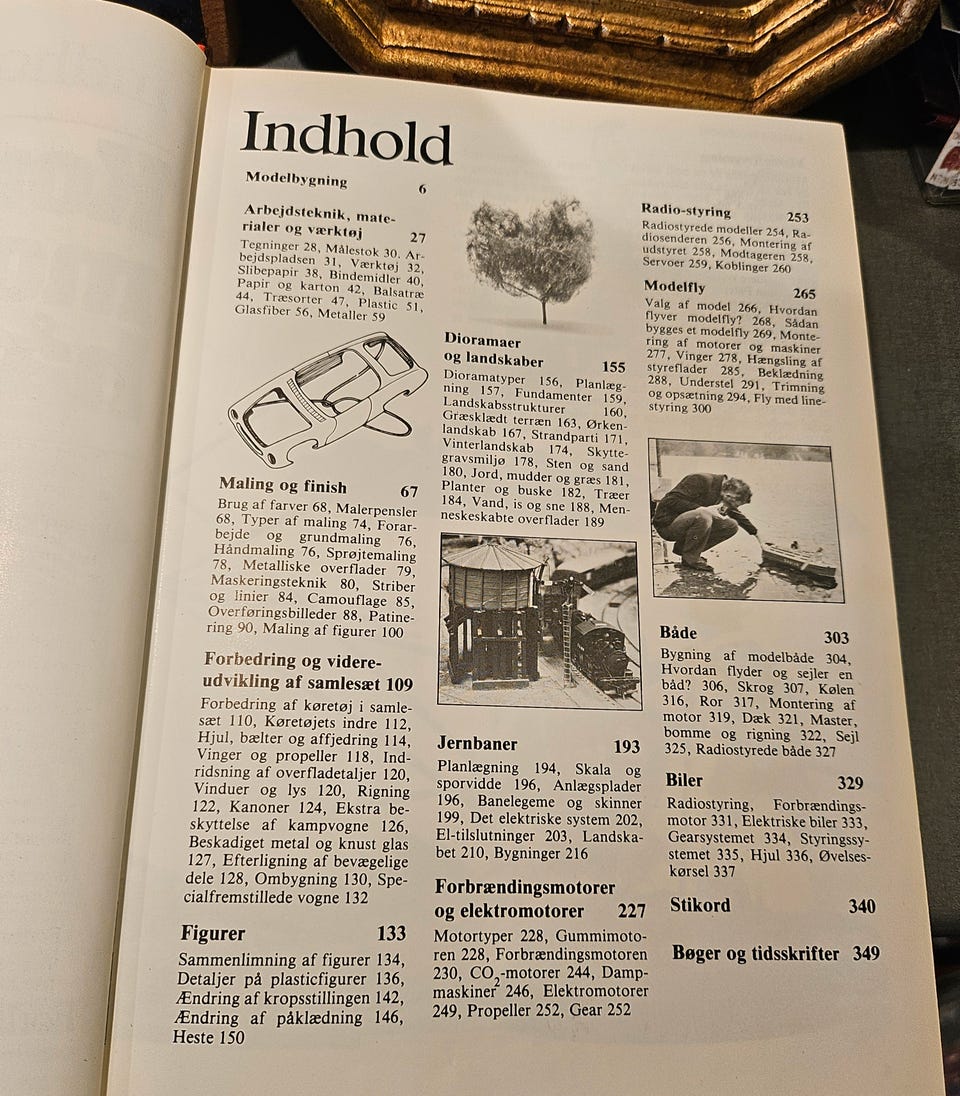 Indhold
Modelbygning 6
Arbejdsteknik, mate-
rialer og værktøj 27
Tegninger 28, Målestok 30. Ar-
bejdspladsen 31, Værktøj 32,
Slibepapir 38, Bindemidler 40,
Papir og karton 42, Balsatræ
44, Træsorter 47, Plastic 51,
Glasfiber 56, Metaller 59
Maling og finish 67
Brug af farver 68, Malerpensler
68, Typer af maling 74, Forar-
bejde og grundmaling 76,
Håndmaling 76, Sprøjtemaling
78, Metalliske overflader 79,
Maskeringsteknik 80, Striber
og linier 84, Camouflage 85,
Overføringsbilleder 88, Patine-
ring 90, Maling af figurer 100
Forbedring og videre-
udvikling af samlesæt 109
Forbedring af køretøj i samle-
sæt 110, Køretøjets indre 112,
Hjul, bælter og affjedring 114,
Vinger og propeller 118, Ind-
ridsning af overfladetaljer 120,
Vinduer og lys 120, Rigning
122, Kanoner 124, Ekstra be-
skyttelse af kampvogne 126,
Beskadiget metal og knust glas
127, Efterligning af bevægelige
dele 128, Ombygning 130, Spe-
cialfremstillede vogne 132
Figurer 133
Sammenlimning af figurer 134,
Detaljer på plasticfigurer 136,
Ændring af kropsstillingen 142,
Ændring af påklædning 146,
Heste 150
Dioramaer
og landskaber 155
Dioramatyper 156, Planlæg-
ning 157, Fundamenter 159,
Landskabsstrukturer 160,
Græsklædt terræn 163, Ørken-
landskab 167, Strandparti 171,
Vinterlandskab 174, Skytte-
gravsmiljø 178, Sten og sand
180, Jord, mudder og græs 181,
Planter og buske 182, Træer
184, Vand, is og sne 188, Men-
neskeskabte overflader 189
Jernbaner 193
Planlægning 194, Skala og
sporvidde 196, Anlægsplader
196, Banelegeme og skinner
199, Det elektriske system 202,
El-tilslutninger 203, Landska-
bet 210, Bygninger 216
Forbrændingsmotorer
og elektromotorer 227
Motortyper 228, Gummimoto-
ren 228, Forbrændingsmotoren
230, CO2-motorer 244, Damp-
maskiner 246, Elektromotorer
249, Propeller 252, Gear 252
Radio-styring 253
Radiostyrede modeller 254, Ra-
diosenderen 256, Montering af
udstyret 258, Modtageren 258,
Servoer 259, Koblinger 260
Modelfly 265
Valg af model 266, Hvordan
flyver modelfly? 268, Sådan
bygges et modelfly 269, Monte-
ring af motorer og maskiner
277, Vinger 278, Hængsling af
styreflader 285, Beklædning
288, Understel 291, Trimning
og opsætning 294, Fly med line-
styring 300
Både 303
Bygning af modelbåde 304,
Hvordan flyder og sejler en
båd? 306, Skrog 307, Kølen
316, Ror 317, Montering af
motor 319, Dæk 321, Master,
bomme og rigning 322, Sejl
325, Radiostyrede både 327
Biler 329
Radiostyring, Forbrændings-
motor 331, Elektriske biler 333,
Gearsystemet 334, Styringssy-
stemet 335, Hjul 336, Øvelses-
kørsel 337
Stikord 340
Bøger og tidsskrifter 349